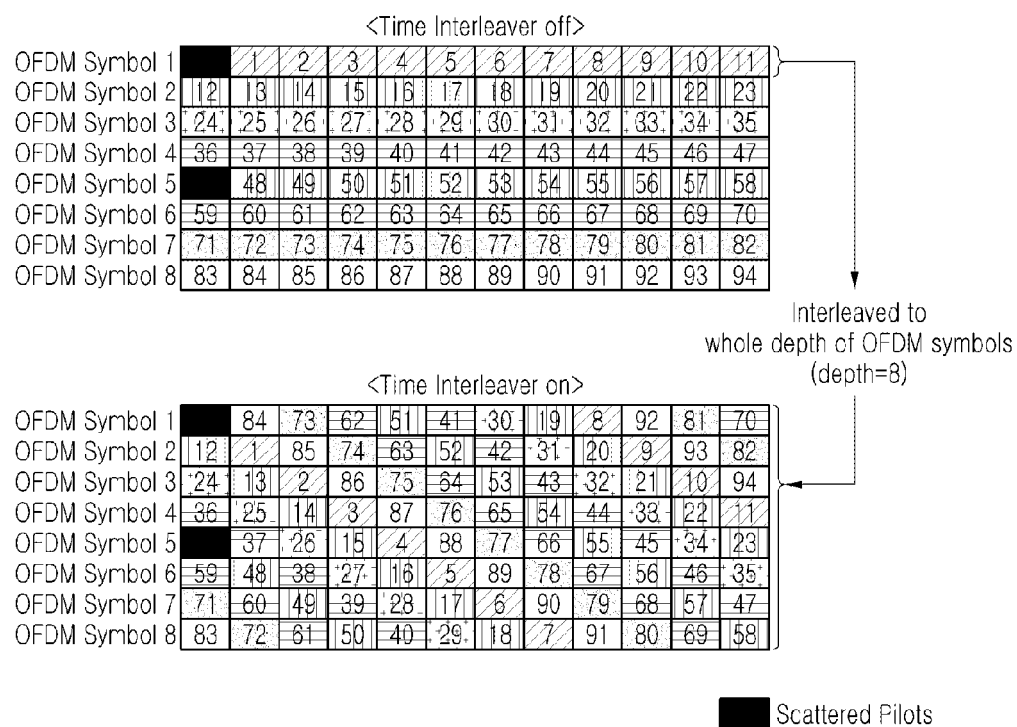 <Time Interleaver off>
OFDM Symbol 1 1 2 3 4 5 6 7 8 9 10 11
OFDM Symbol 2 12 13 14 15 16 17 18 19 20 21 22 23
OFDM Symbol 3 24 25 26 27 28 29 30 31 32 33 34 35
OFDM Symbol 4 36 37 38 39 40 41 42 43 44 45 46 47
OFDM Symbol 5 48 49 50 51 52 53 54 55 56 57 58
OFDM Symbol 6 59 60 61 62 63 64 65 66 67 68 69 70
OFDM Symbol 7 71 72 73 74 75 76 77 78 79 80 81 82
OFDM Symbol 8 83 84 85 86 87 88 89 90 91 92 93 94
Interleaved to
whole depth of OFDM symbols
(depth=8)
<Time Interleaver on>
OFDM Symbol 1 84 73 62 51 41 30 19 8 92 81 70
OFDM Symbol 2 12 1 85 74 63 52 42 31 20 9 93 82
OFDM Symbol 3 24 13 2 86 75 64 53 43 32 21 10 94
OFDM Symbol 4 36 25 14 3 87 76 65 54 44 33 22 11
OFDM Symbol 5 37 26 15 4 88 77 66 55 45 34 23
OFDM Symbol 6 59 48 38 27 16 5 89 78 67 56 46 35
OFDM Symbol 7 71 60 49 39 28 17 6 90 79 68 57 47
OFDM Symbol 8 83 72 61 50 40 29 18 7 91 80 69 58
Scattered Pilots